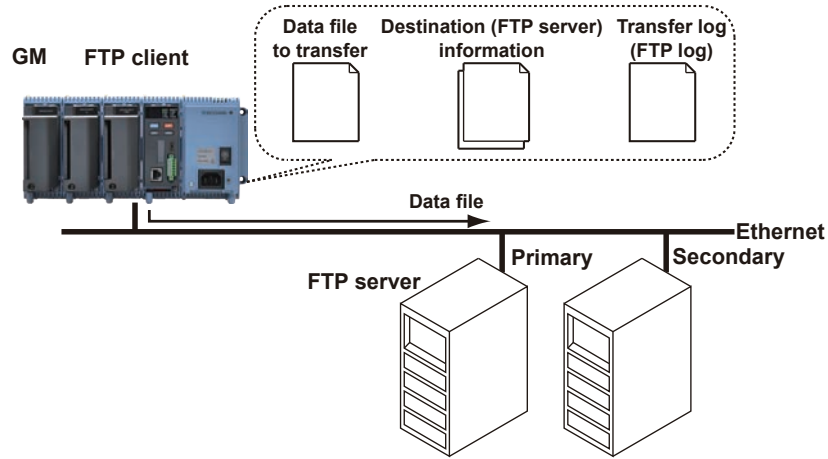 Data file
to transfer
Destination (FTP server)
information
Transfer log
(FTP log)
GM
FTP client
Data file
Ethernet
Primary
Secondary
FTP server